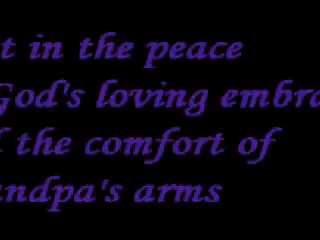 t in the peace
God's loving embra
the comfort of
ndpa's arms